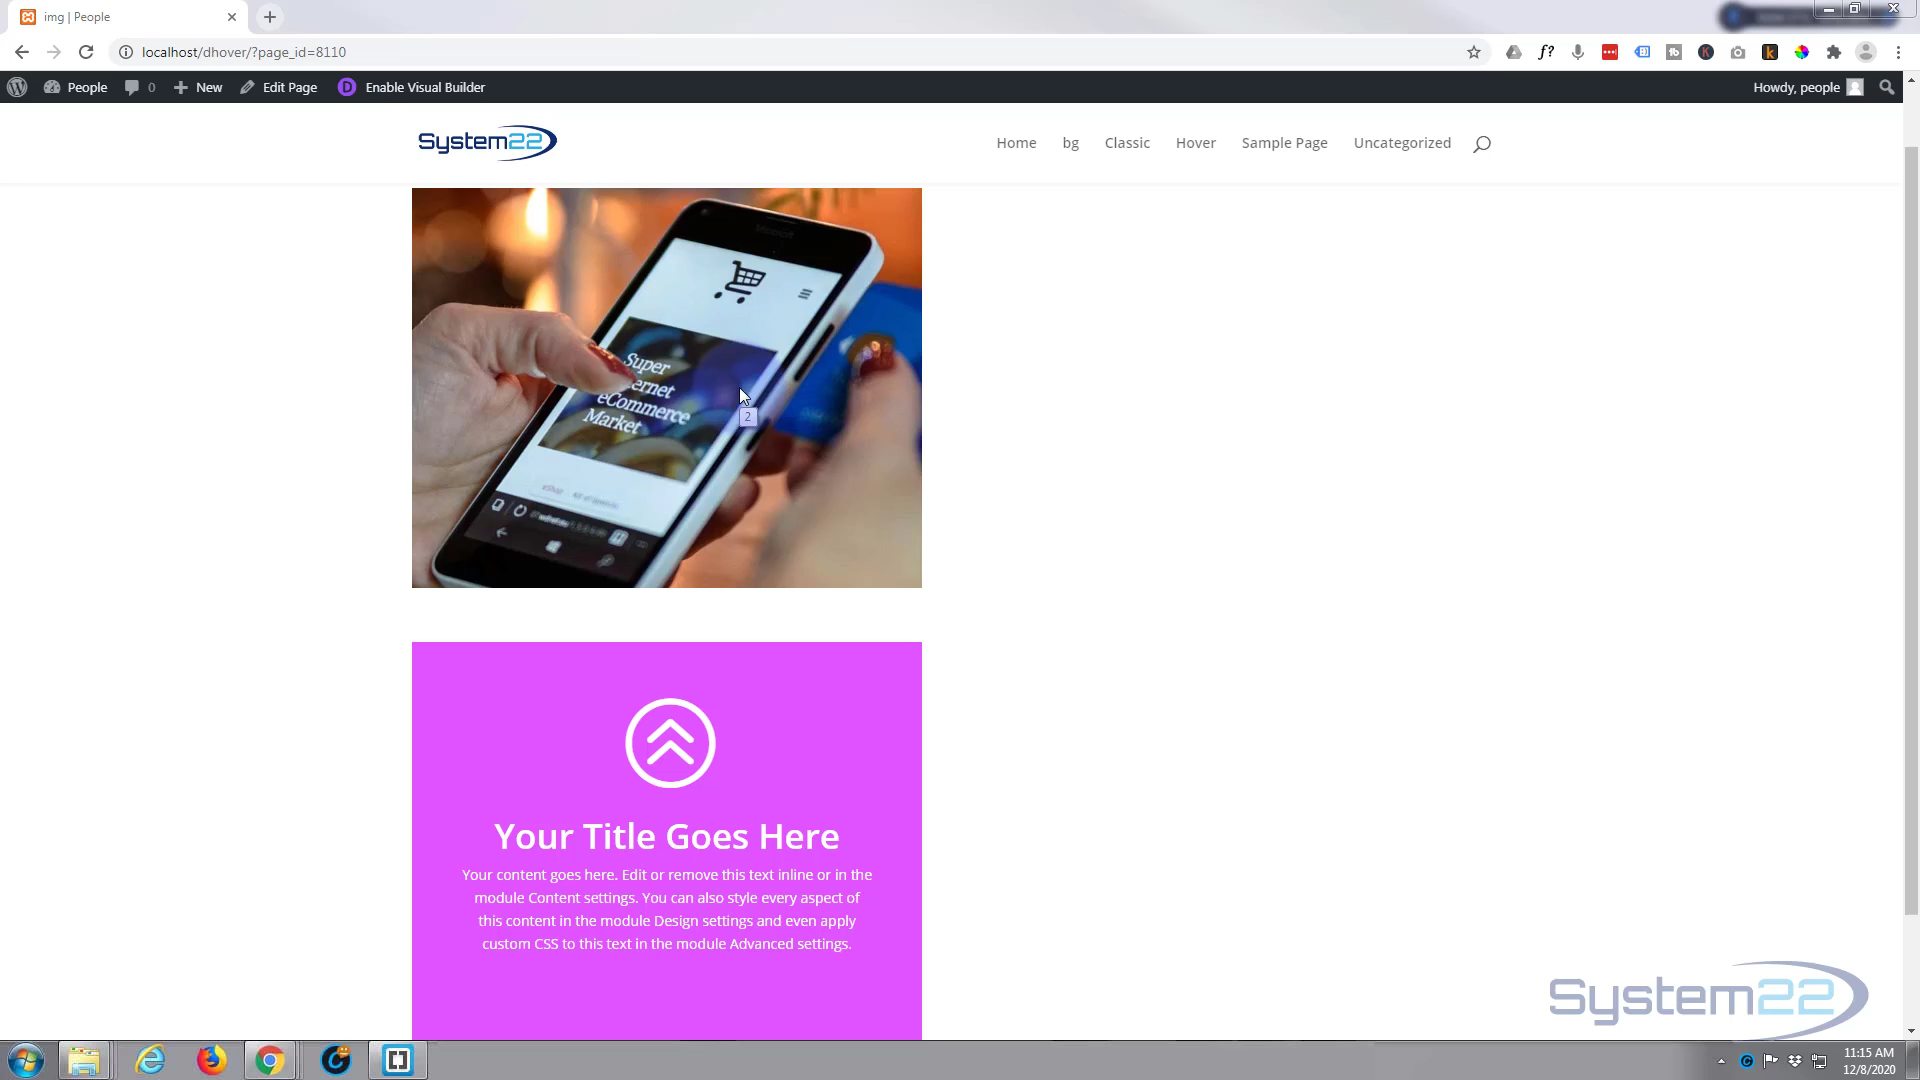 img | People
localhost/dhover/?page_id=8110
People
0
New
Edit Page
Enable Visual Builder
Howdy, people
System22
Home
bg
Classic
Hover
Sample Page
Uncategorized
Super
eCommerce
Market
2
Your Title Goes Here
Your content goes here. Edit or remove this text inline or in the
module Content settings. You can also style every aspect of
this content in the module Design settings and even apply
custom CSS to this text in the module Advanced settings.
System22
11:15 AM
12/8/2020